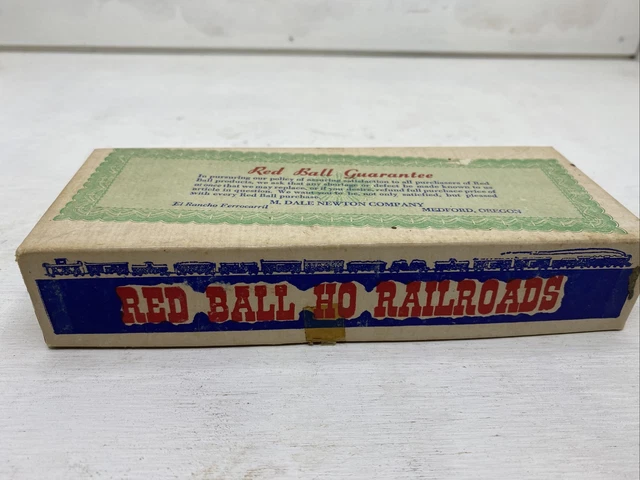 Red Ball Guarantee
In pursuing our policy of assuring satisfaction to all purchasers of Red
Ball products, we ask that any shortage or defect be made known to us
at once that we may replace, or if you desire, refund full purchase price of
article in question. We want you to be, not only satisfied, but pleased
with every Red Ball purchase.
M. DALE NEWTON COMPANY
El Rancho Ferrocarril
MEDFORD, OREGON
RED BALL HO RAILROADS